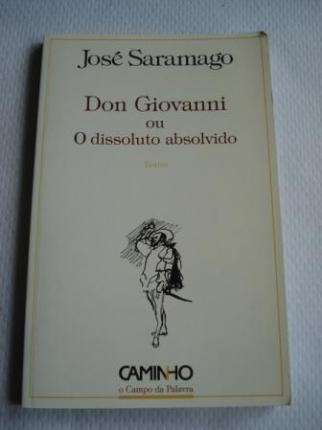 José Saramago
Don Giovanni
ou
O dissoluto absolvido
Teatro
CAMINHO
o Campo da Palavra